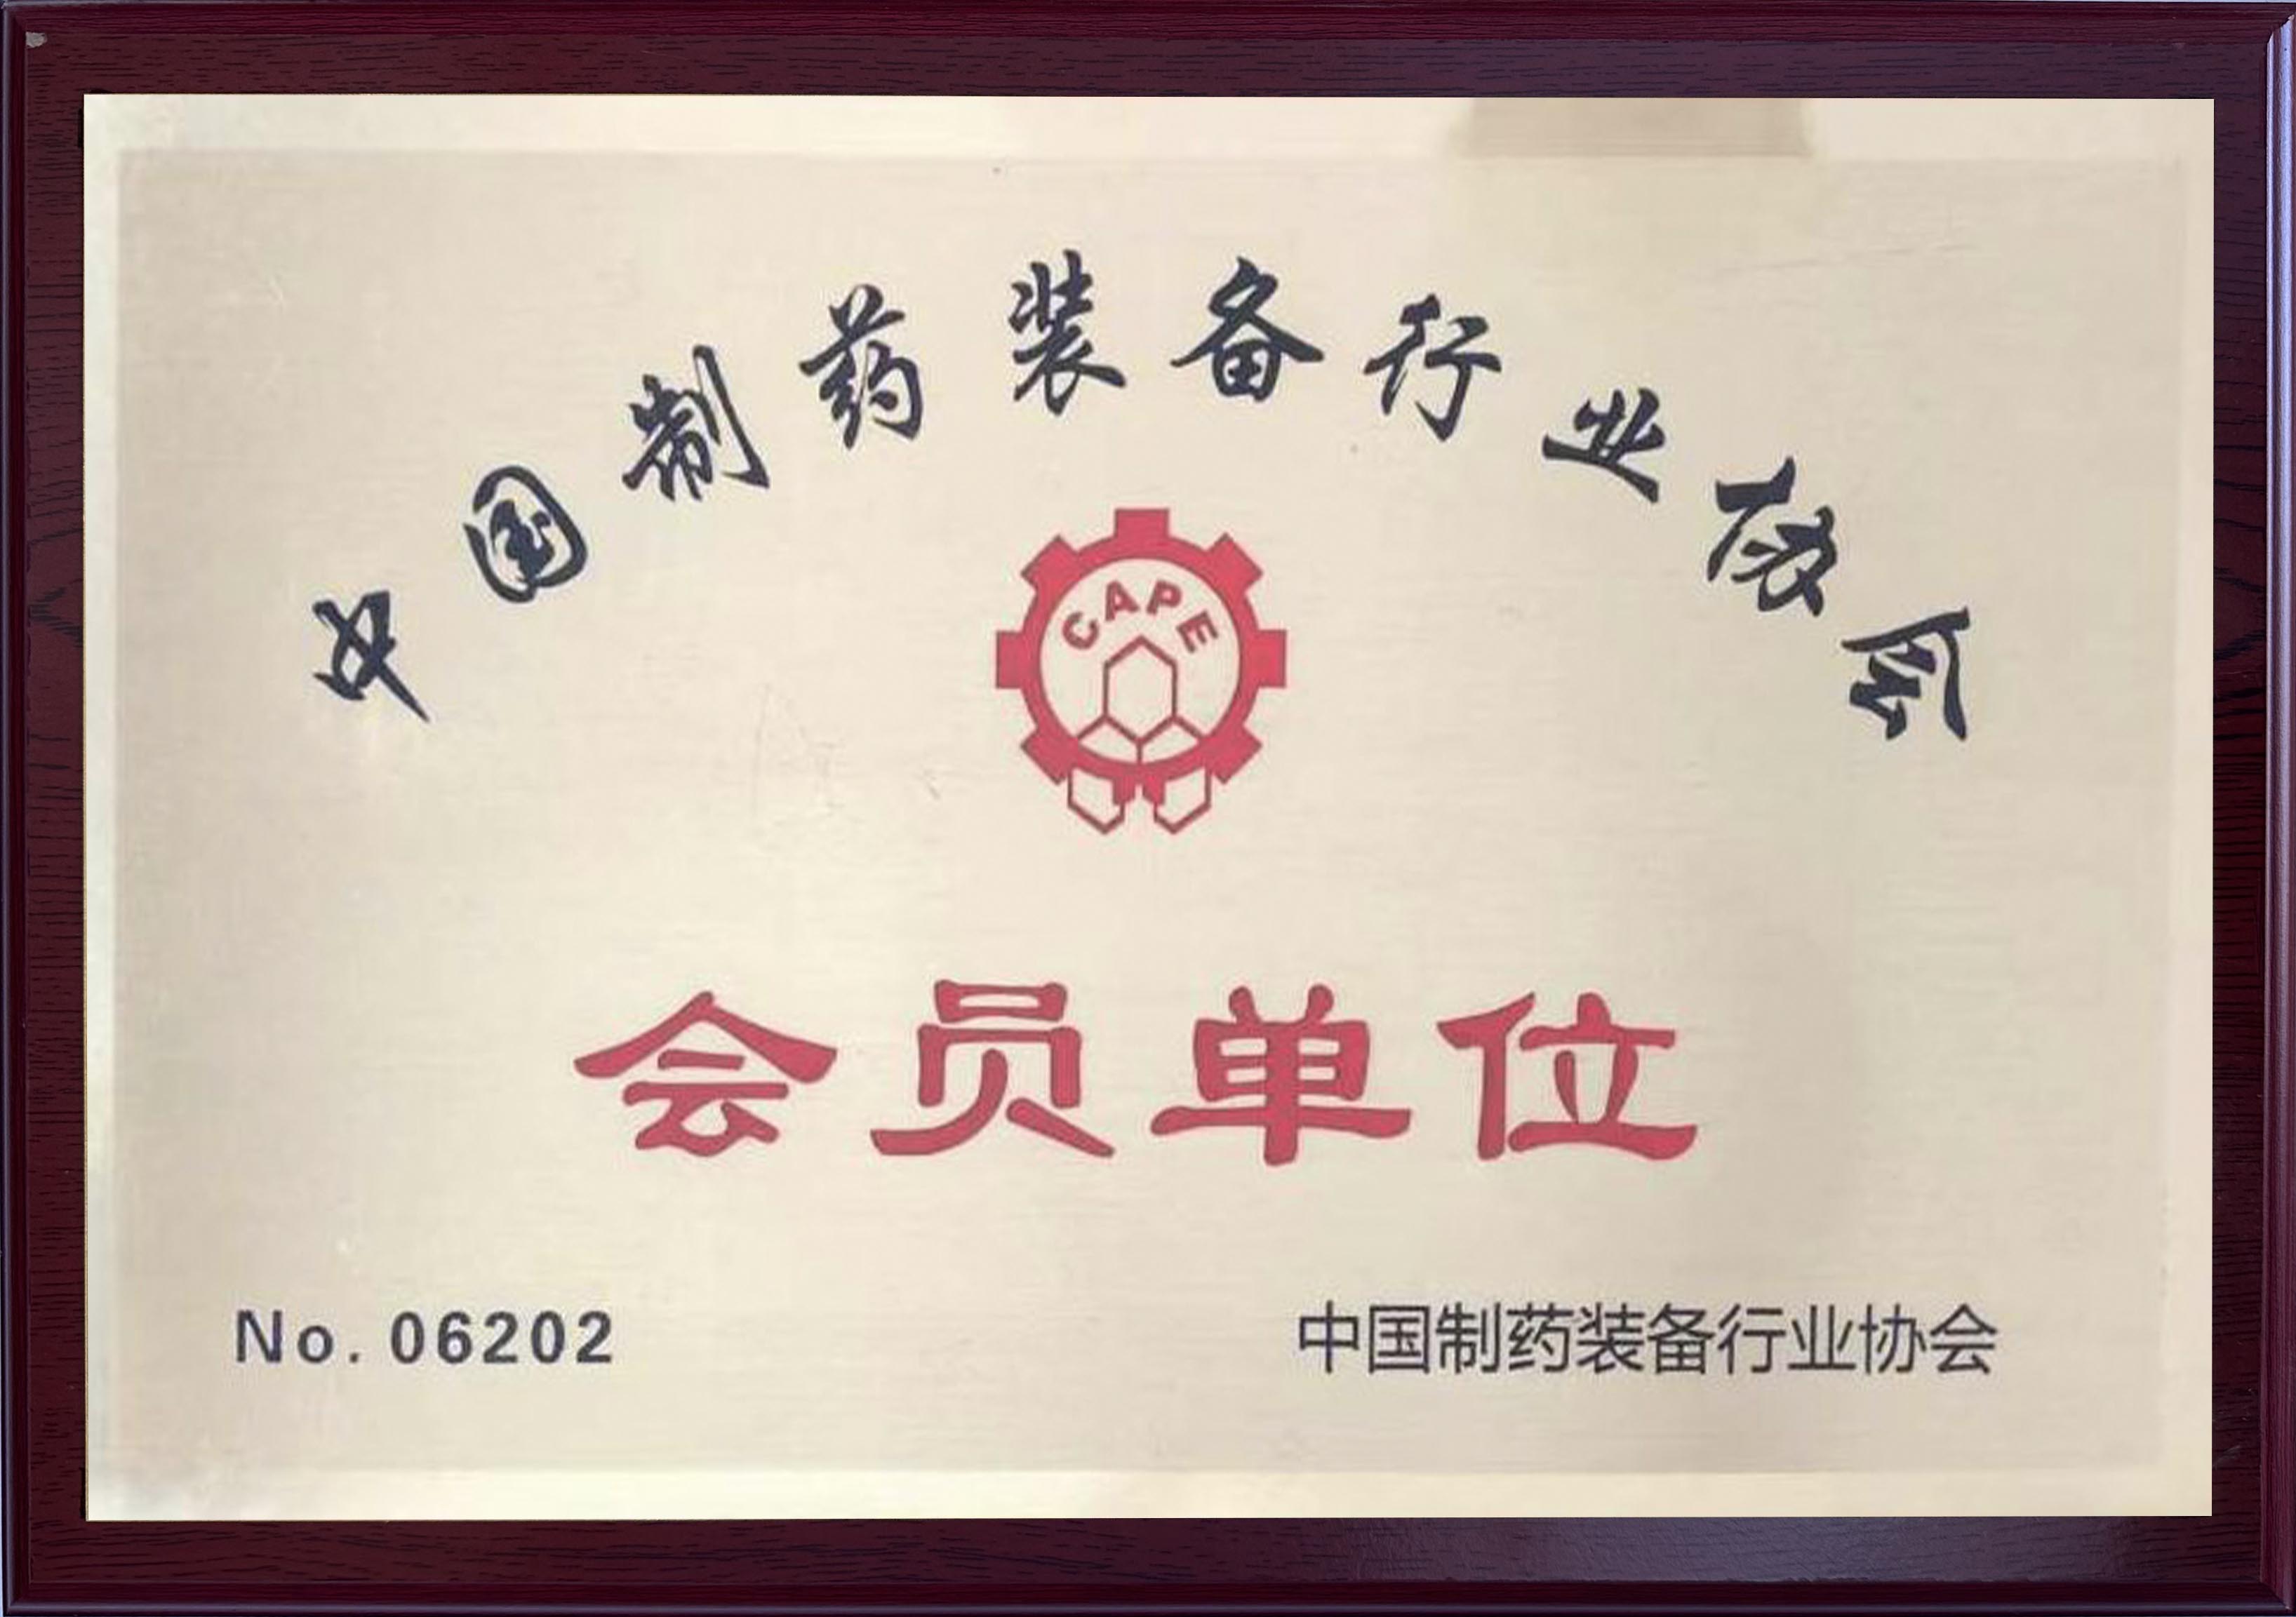 中国制药装备行业协会
CAPE
会员单位
No. 06202
中国制药装备行业协会